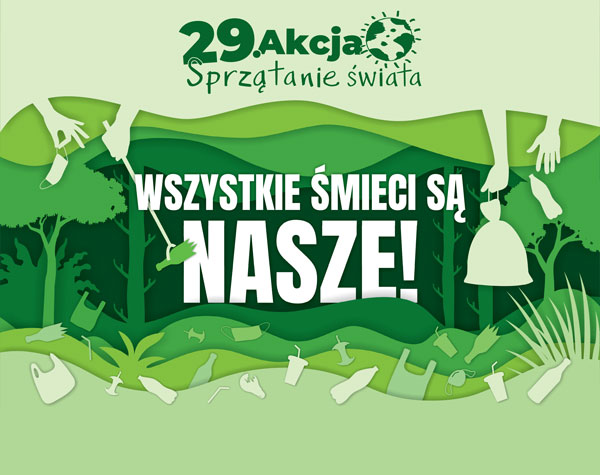 29.Akcja
Sprzątanie świata
WSZYSTKIE ŚMIECI SĄ
NASZE!